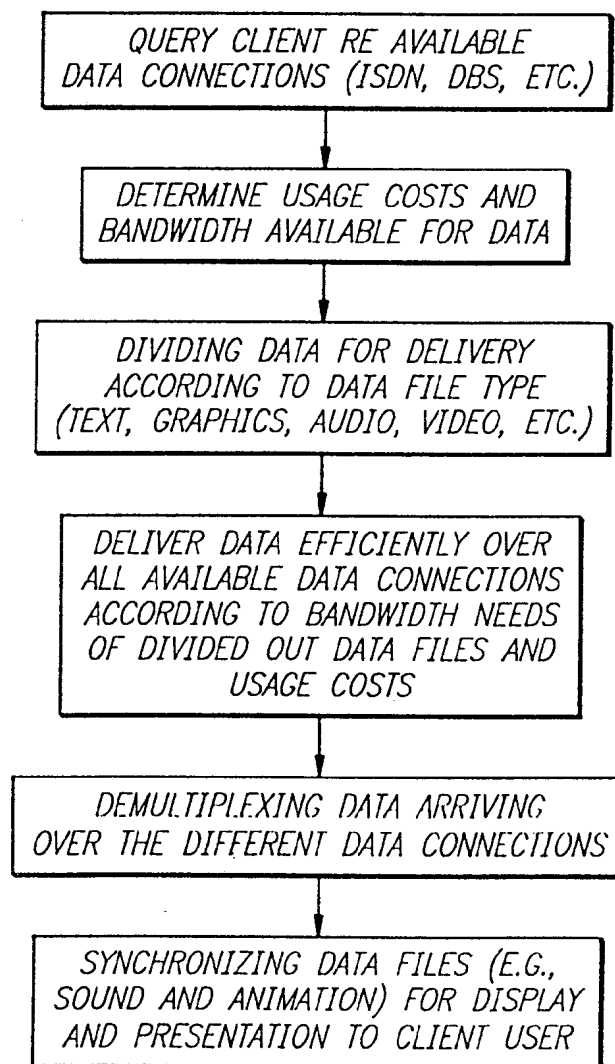 QUERY CLIENT RE AVAILABLE
DATA CONNECTIONS (ISDN, DBS, ETC.)
DETERMINE USAGE COSTS AND
BANDWIDTH AVAILABLE FOR DATA
DIVIDING DATA FOR DELIVERY
ACCORDING TO DATA FILE TYPE
(TEXT, GRAPHICS, AUDIO, VIDEO, ETC.)
DELIVER DATA EFFICIENTLY OVER
ALL AVAILABLE DATA CONNECTIONS
ACCORDING TO BANDWIDTH NEEDS
OF DIVIDED OUT DATA FILES AND
USAGE COSTS
DEMULTIPLEXING DATA ARRIVING
OVER THE DIFFERENT DATA CONNECTIONS
SYNCHRONIZING DATA FILES (E.G.,
SOUND AND ANIMATION) FOR DISPLAY
AND PRESENTATION TO CLIENT USER